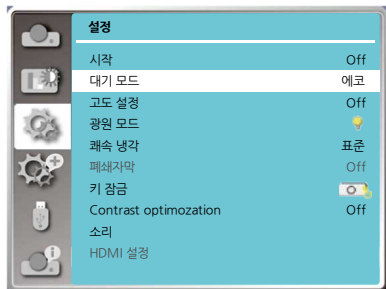 설정
시작 Off
대기 모드 에코
고도 설정 Off
광원 모드
쾌속 냉각 표준
폐쇄자막 Off
키 잠금
Contrast optimozation Off
소리
HDMI 설정